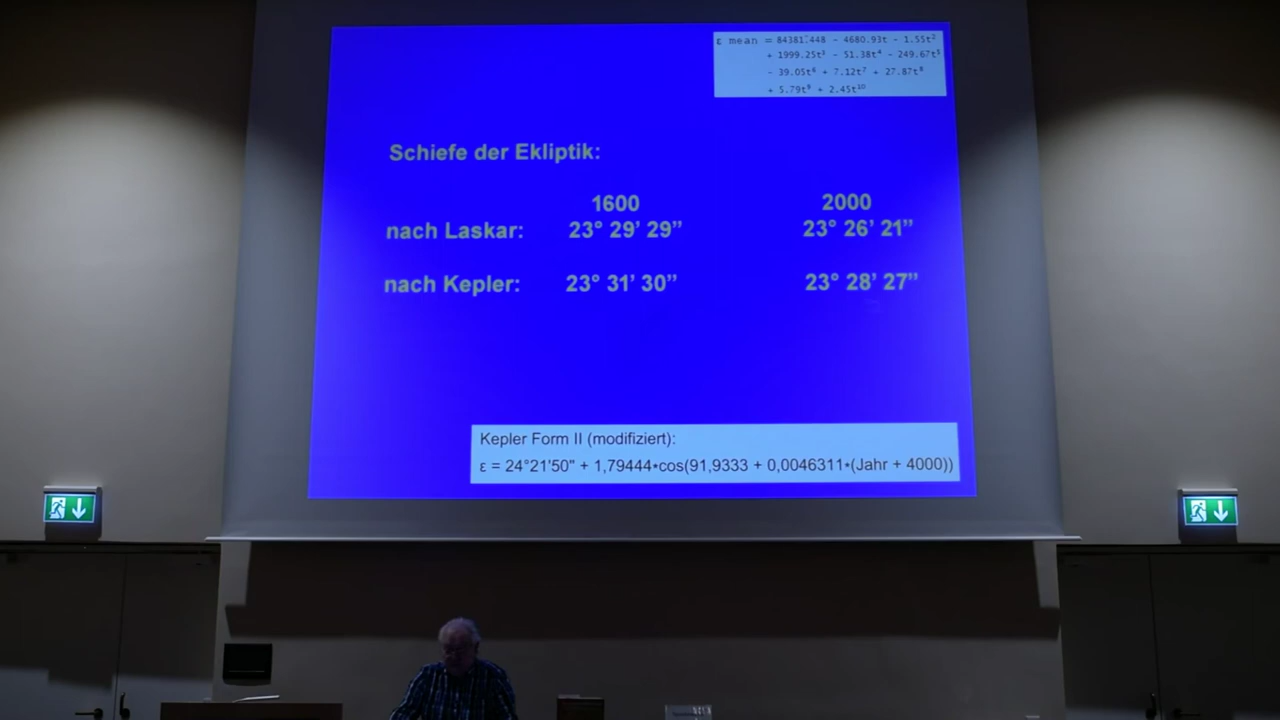 ε mean = 84381.448 - 4680.93t - 1.55t²
+ 1999.25t³ - 51.38t⁴ - 249.67t⁵
- 39.05t⁶ + 7.12t⁷ + 27.87t⁸
+ 5.79t⁹ + 2.45t¹⁰
Schiefe der Ekliptik:
1600 2000
nach Laskar: 23° 29’ 29” 23° 26’ 21”
nach Kepler: 23° 31’ 30” 23° 28’ 27”
Kepler Form II (modifiziert):
ε = 24°21'50" + 1,79444*cos(91,9333 + 0,0046311*(Jahr + 4000))